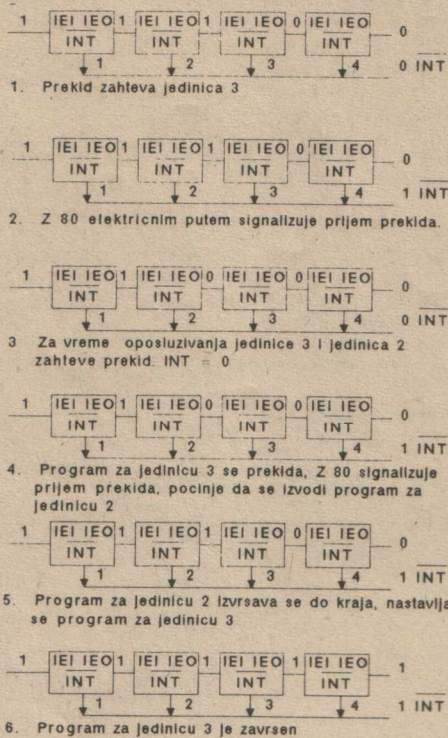 1 IEI IEO 1 IEI IEO 1 IEI IEO 0 IEI IEO 0
INT INT INT INT
1 2 3 4 0 INT
1. Prekid zahteva jedinica 3
1 IEI IEO 1 IEI IEO 1 IEI IEO 0 IEI IEO 0
INT INT INT INT
1 2 3 4 1 INT
2. Z 80 elektricnim putem signalizuje prijem prekida.
1 IEI IEO 1 IEI IEO 0 IEI IEO 0 IEI IEO 0
INT INT INT INT
1 2 3 4 0 INT
3 Za vreme oposluzivanja jedinice 3 i jedinica 2
zahteve prekid. INT = 0
1 IEI IEO 1 IEI IEO 0 IEI IEO 0 IEI IEO 0
INT INT INT INT
1 2 3 4 1 INT
4. Program za jedinicu 3 se prekida, Z 80 signalizuje
prijem prekida, pocinje da se izvodi program za
jedinicu 2
1 IEI IEO 1 IEI IEO 1 IEI IEO 0 IEI IEO 0
INT INT INT INT
1 2 3 4 1 INT
5. Program za jedinicu 2 izvrsava se do kraja, nastavlja
se program za jedinicu 3
1 IEI IEO 1 IEI IEO 1 IEI IEO 1 IEI IEO 1
INT INT INT INT
1 2 3 4 1 INT
6. Program za jedinicu 3 je zavrsen